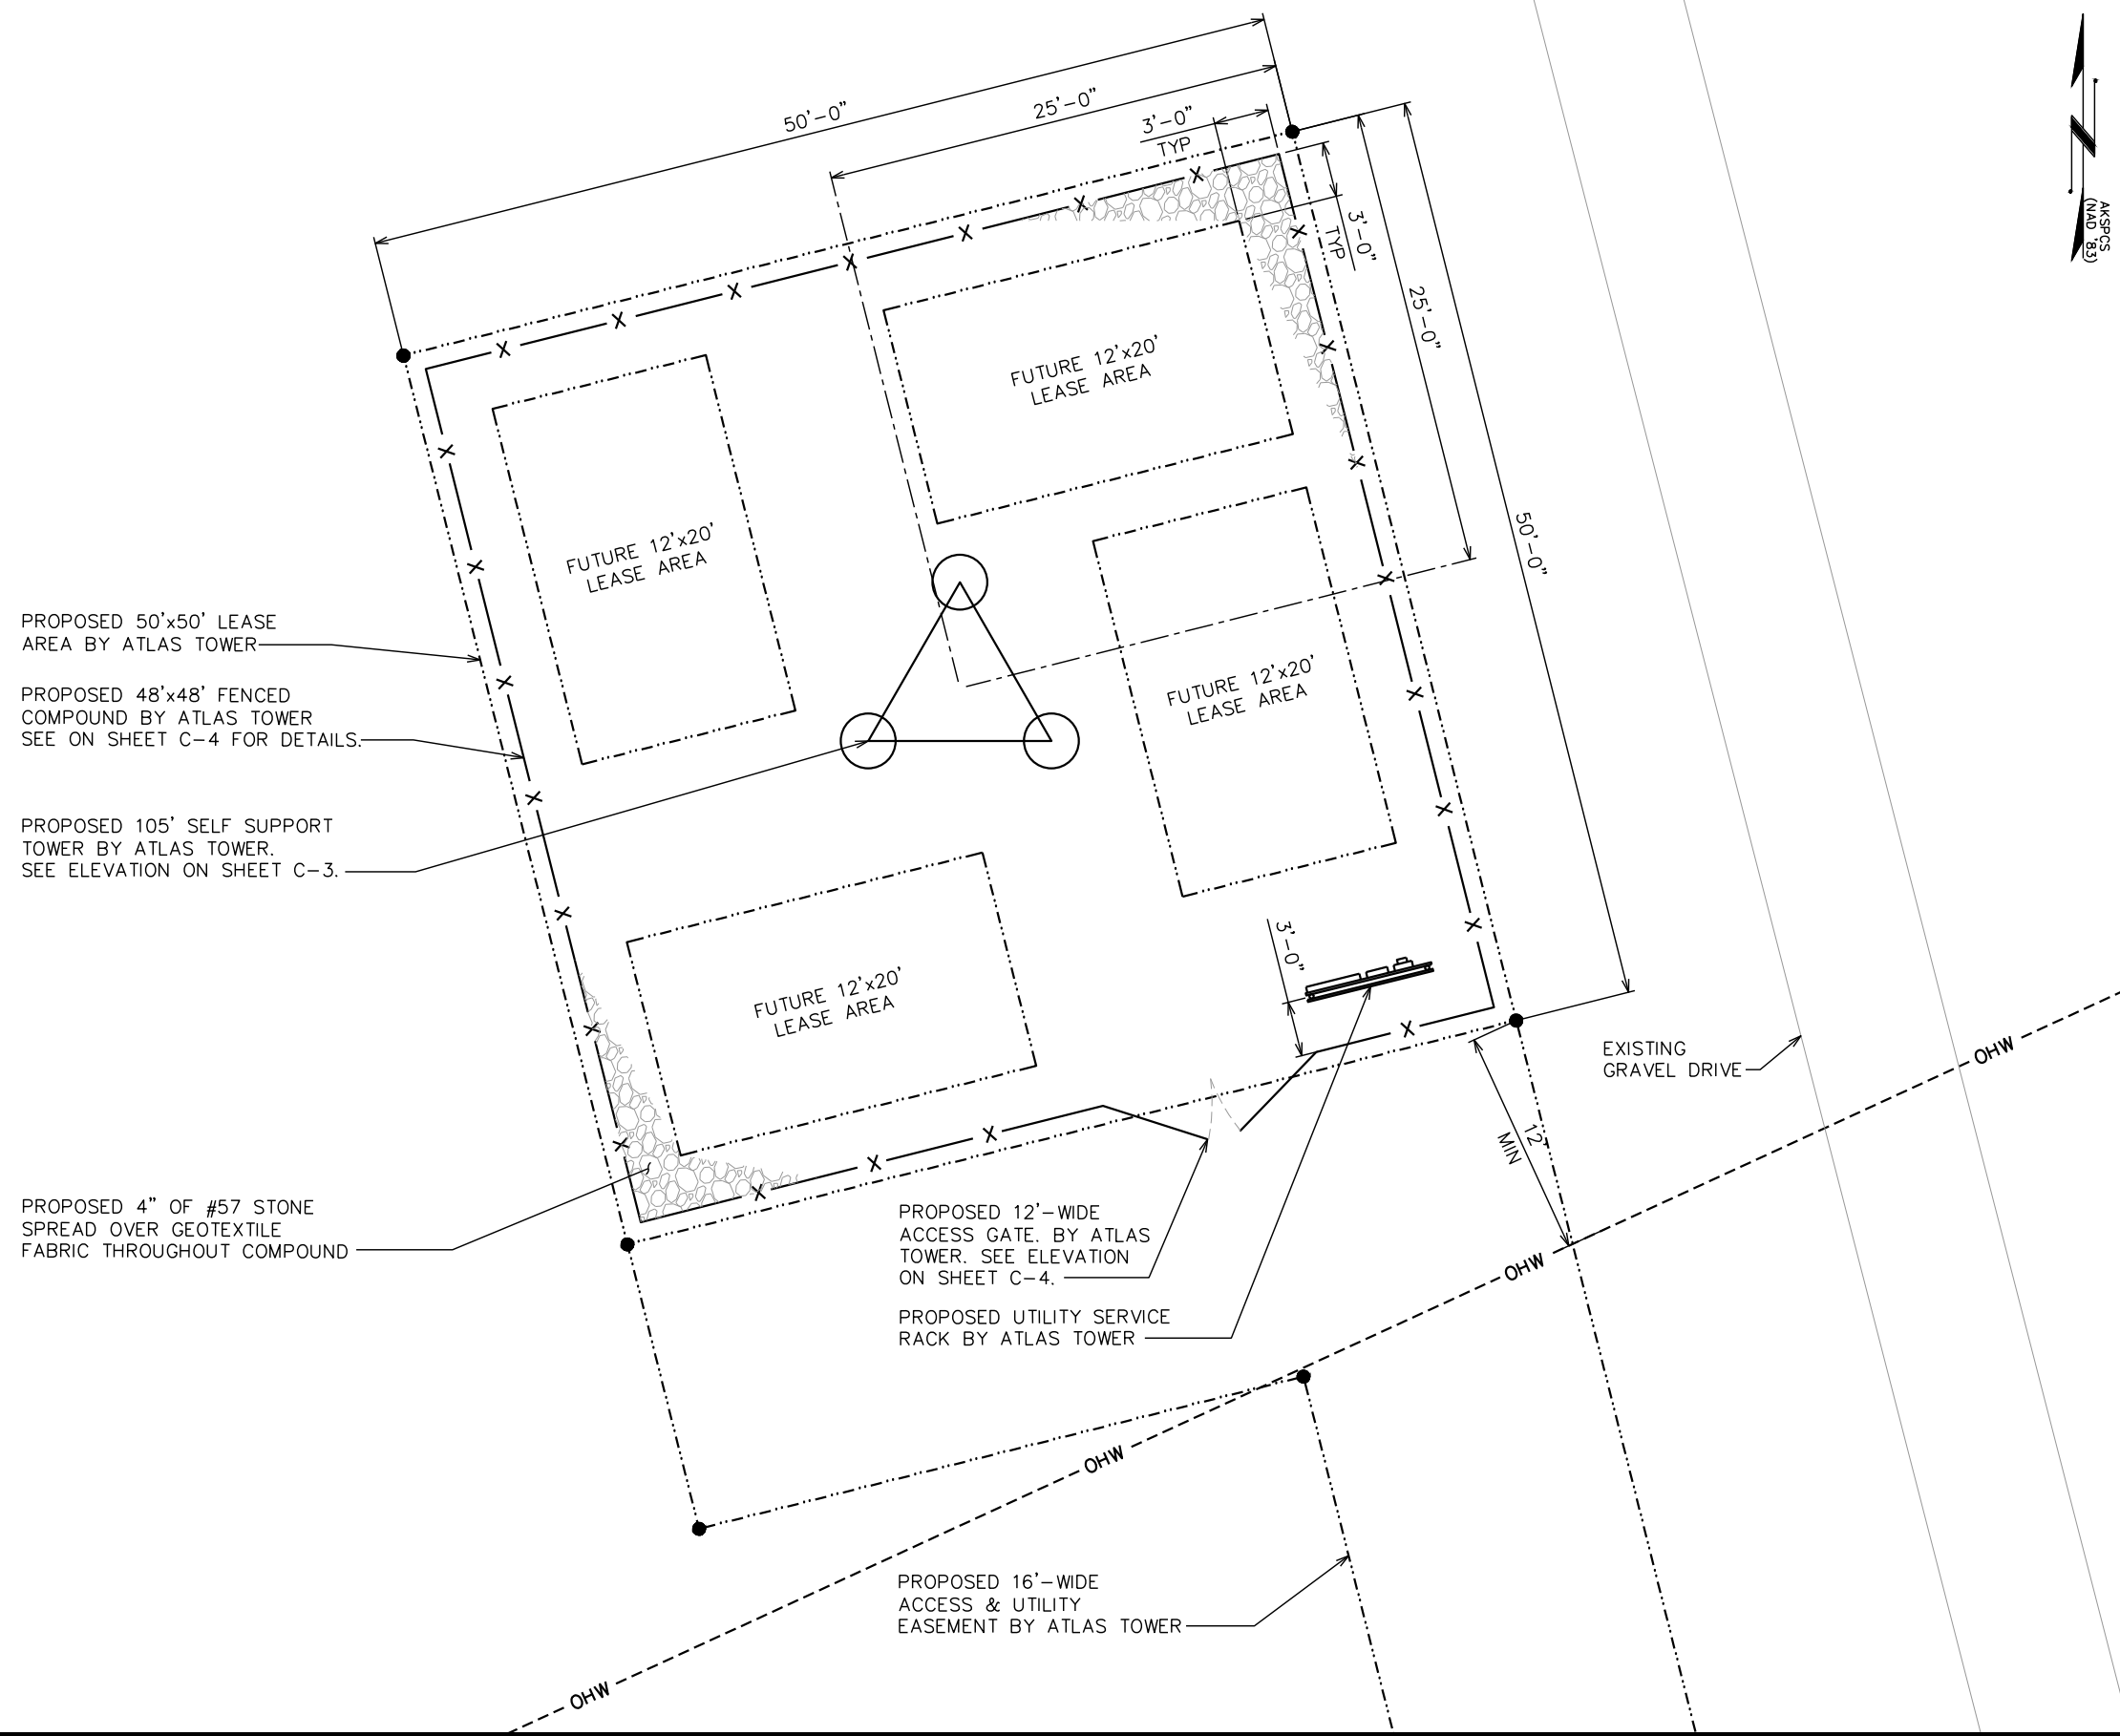 50'-0"
25'-0"
3'-0"
TYP
3'-0"
TYP
25'-0"
50'-0"
AKSPCS
(NAD '83)
FUTURE 12'x20'
LEASE AREA
FUTURE 12'x20'
LEASE AREA
FUTURE 12'x20'
LEASE AREA
FUTURE 12'x20'
LEASE AREA
PROPOSED 50'x50' LEASE
AREA BY ATLAS TOWER
PROPOSED 48'x48' FENCED
COMPOUND BY ATLAS TOWER
SEE ON SHEET C-4 FOR DETAILS.
PROPOSED 105' SELF SUPPORT
TOWER BY ATLAS TOWER.
SEE ELEVATION ON SHEET C-3.
3'-0"
EXISTING
GRAVEL DRIVE
12'
MIN
PROPOSED 4" OF #57 STONE
SPREAD OVER GEOTEXTILE
FABRIC THROUGHOUT COMPOUND
PROPOSED 12'-WIDE
ACCESS GATE. BY ATLAS
TOWER. SEE ELEVATION
ON SHEET C-4.
PROPOSED UTILITY SERVICE
RACK BY ATLAS TOWER
PROPOSED 16'-WIDE
ACCESS & UTILITY
EASEMENT BY ATLAS TOWER
OHW
OHW
OHW
OHW